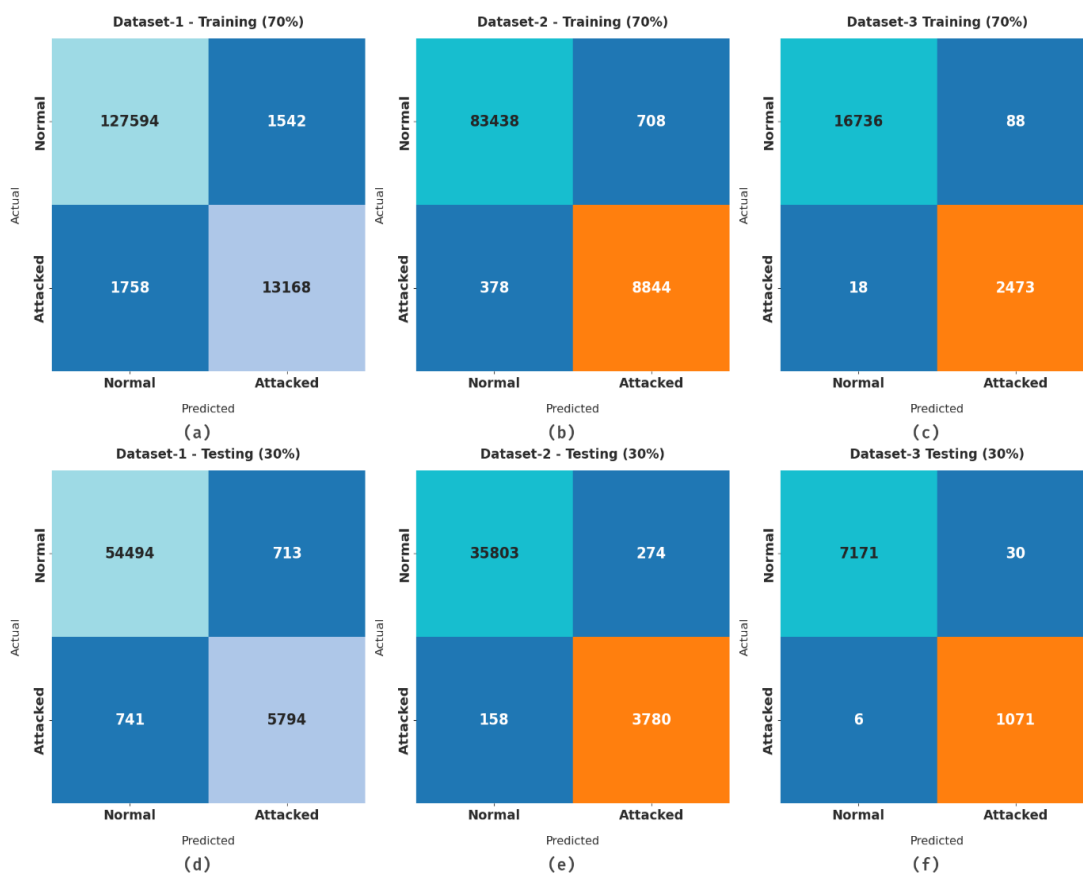 Dataset-1 - Training (70%)
Dataset-2 - Training (70%)
Dataset-3 Training (70%)
Actual
Normal
127594
1542
Attacked
1758
13168
Normal
Attacked
Predicted
(a)
Actual
Normal
83438
708
Attacked
378
8844
Normal
Attacked
Predicted
(b)
Actual
Normal
16736
88
Attacked
18
2473
Normal
Attacked
Predicted
(c)
Dataset-1 - Testing (30%)
Dataset-2 - Testing (30%)
Dataset-3 Testing (30%)
Actual
Normal
54494
713
Attacked
741
5794
Normal
Attacked
Predicted
(d)
Actual
Normal
35803
274
Attacked
158
3780
Normal
Attacked
Predicted
(e)
Actual
Normal
7171
30
Attacked
6
1071
Normal
Attacked
Predicted
(f)